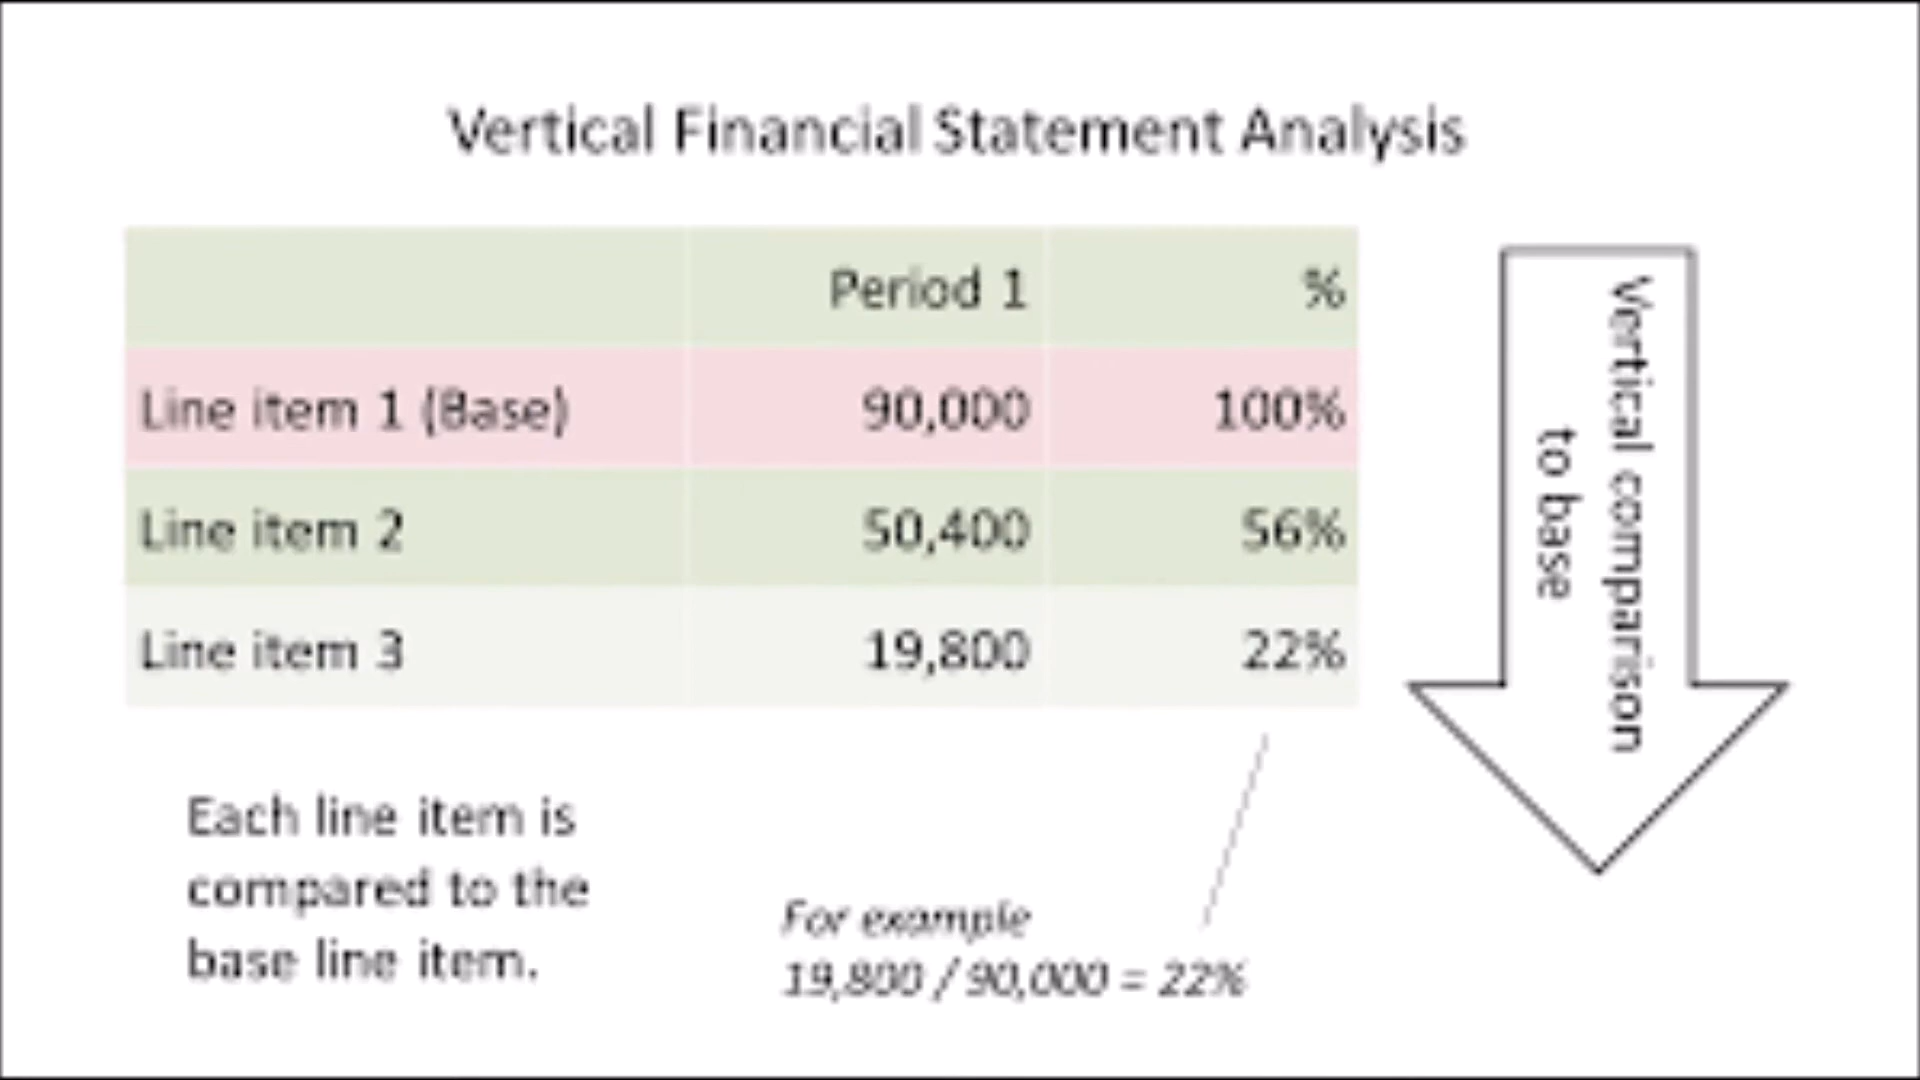 Vertical Financial Statement Analysis
Period 1 %
Line item 1 (Base) 90,000 100%
Line item 2 50,400 56%
Line item 3 19,800 22%
Vertical comparison
to base
Each line item is
compared to the
base line item.
For example
19,800 / 90,000 = 22%